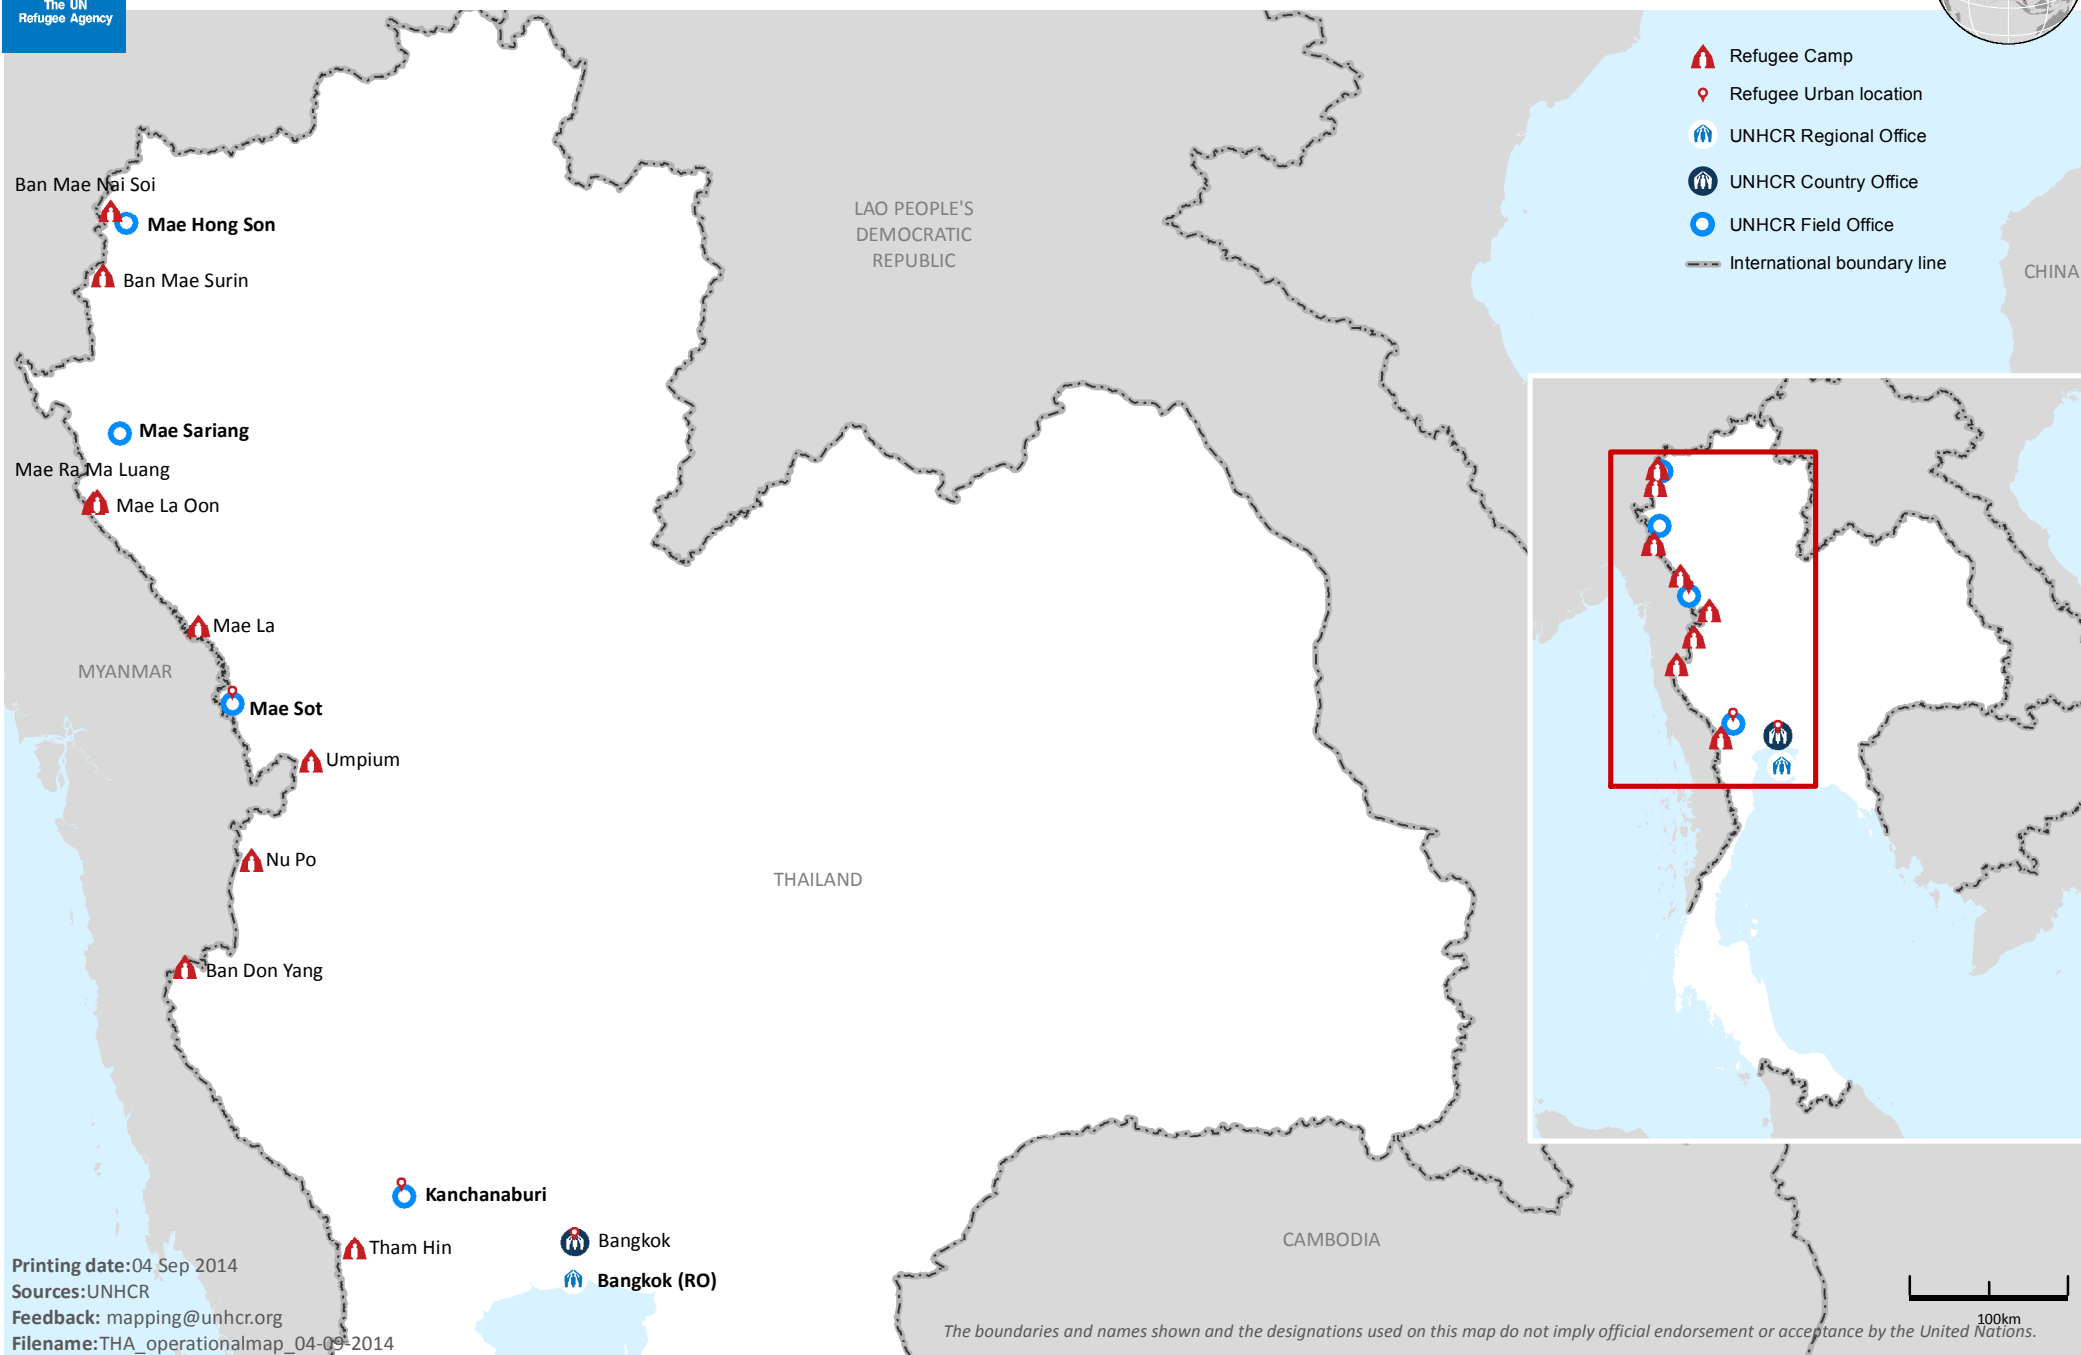 The UN
Refugee Agency
Refugee Camp
Refugee Urban location
UNHCR Regional Office
UNHCR Country Office
UNHCR Field Office
International boundary line
CHINA
Ban Mae Nai Soi
Mae Hong Son
Ban Mae Surin
LAO PEOPLE'S
DEMOCRATIC
REPUBLIC
Mae Sariang
Mae Ra Ma Luang
Mae La Oon
Mae La
MYANMAR
Mae Sot
Umpium
Nu Po
THAILAND
Ban Don Yang
Kanchanaburi
Tham Hin
Bangkok
Bangkok (RO)
CAMBODIA
Printing date:04 Sep 2014
Sources:UNHCR
Feedback: mapping@unhcr.org
Filename:THA_operationalmap_04-09-2014
100km
The boundaries and names shown and the designations used on this map do not imply official endorsement or acceptance by the United Nations.